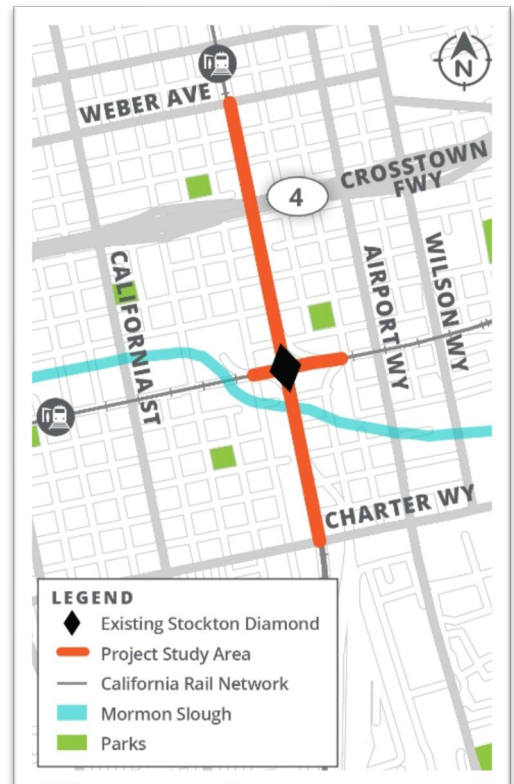 N
WEBER AVE
CROSSTOWN
FWY
4
CALIFORNIA ST
AIRPORT WY
WILSON WY
CHARTER WY
LEGEND
Existing Stockton Diamond
Project Study Area
California Rail Network
Mormon Slough
Parks